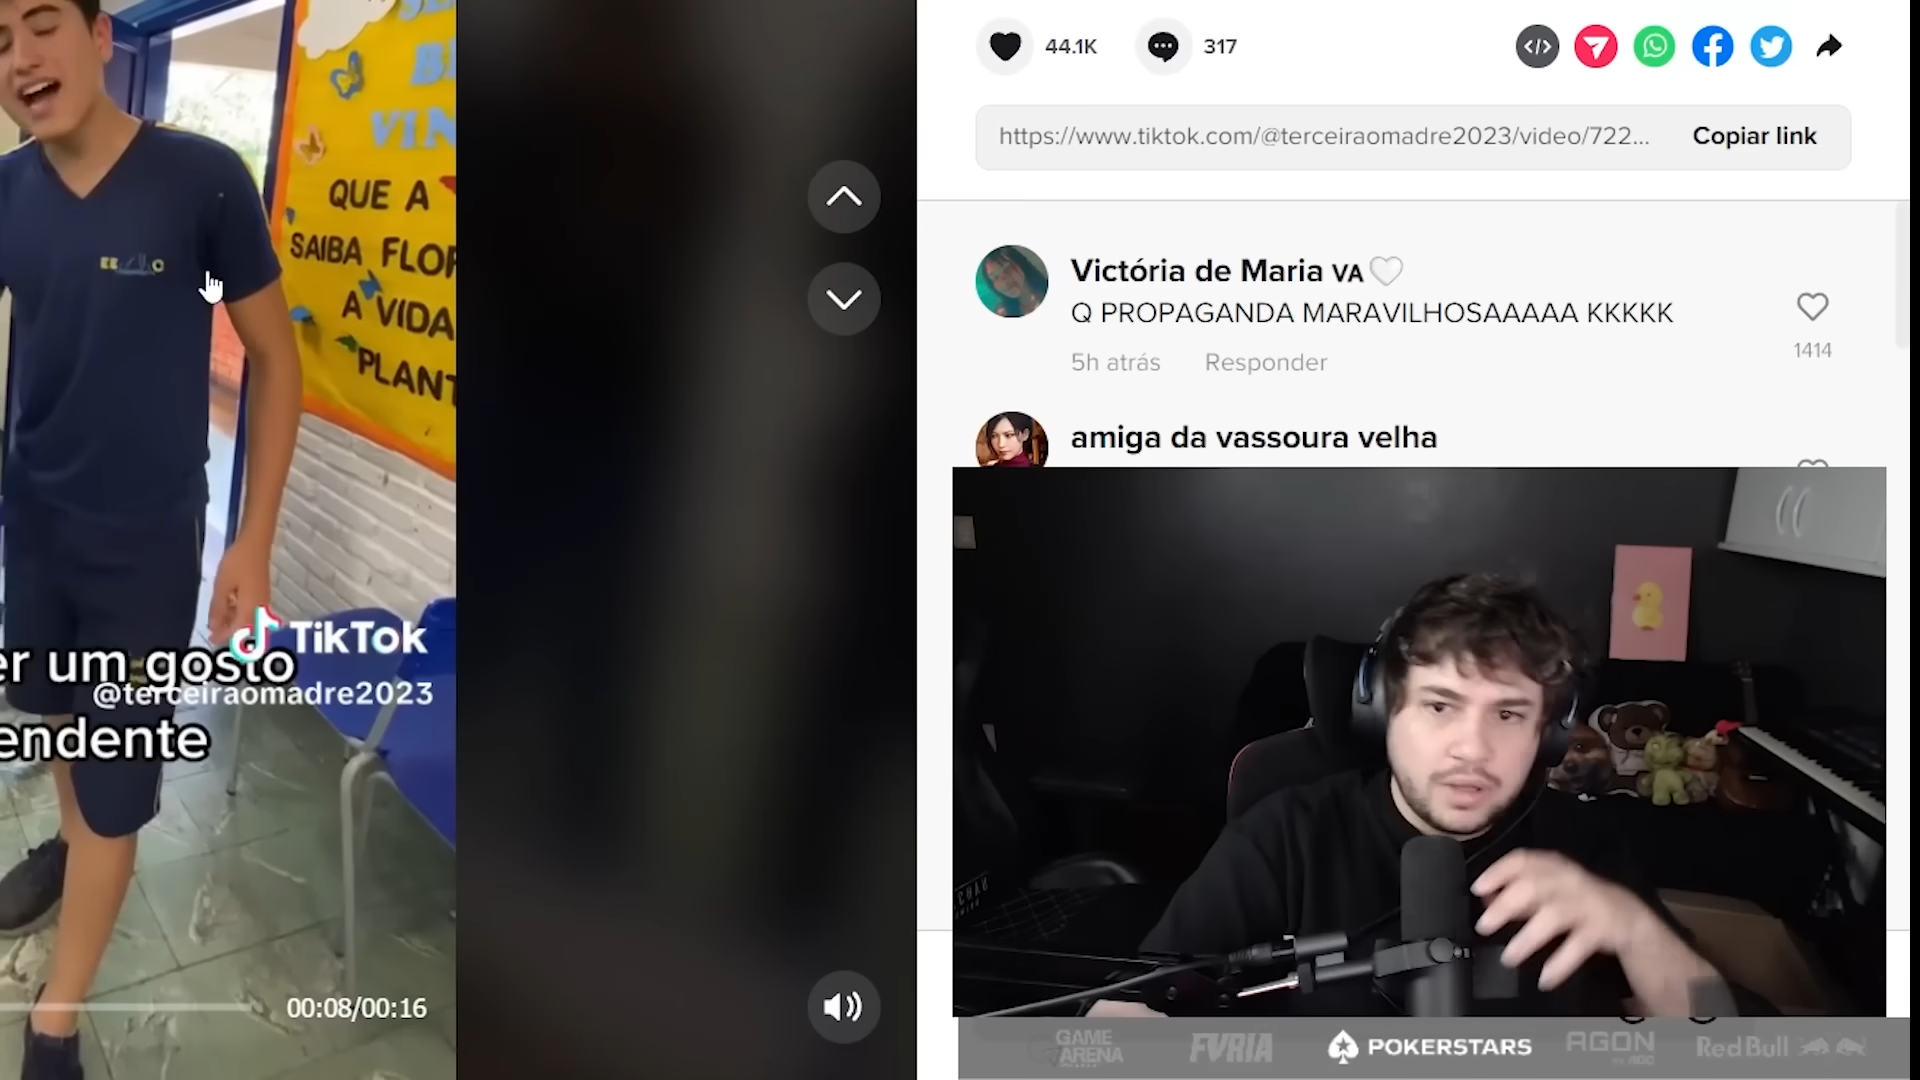 44.1K
317
https://www.tiktok.com/@terceiraomadre2023/video/722...
Copiar link
Victória de Maria VA
Q PROPAGANDA MARAVILHOSAAAAA KKKKK
5h atrás
Responder
1414
amiga da vassoura velha
VIN
QUE A
SAIBA FLOR
A VIDA
PLANT
TikTok
er um gosto
@terceiraomadre2023
endente
00:08/00:16
GAME
ARENA
FURIA
POKERSTARS
AGON
Red Bull